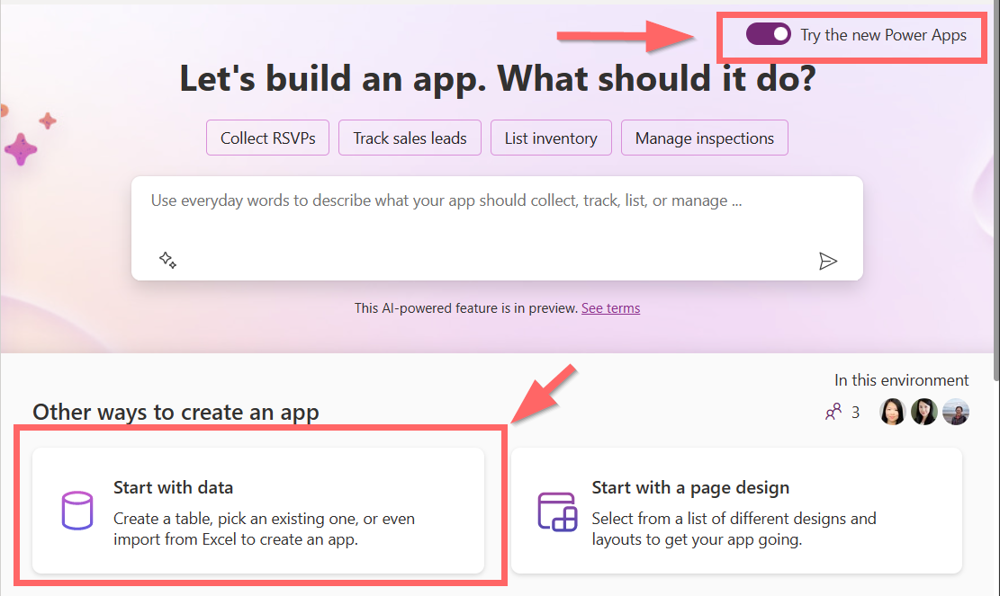 Try the new Power Apps
Let's build an app. What should it do?
Collect RSVPs
Track sales leads
List inventory
Manage inspections
Use everyday words to describe what your app should collect, track, list, or manage ...
This AI-powered feature is in preview. See terms
In this environment
3
Other ways to create an app
Start with data
Create a table, pick an existing one, or even
import from Excel to create an app.
Start with a page design
Select from a list of different designs and
layouts to get your app going.